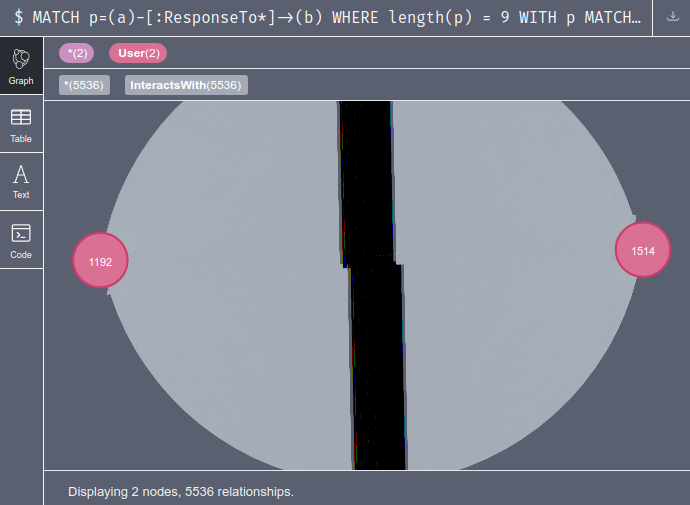 $ MATCH p=(a)-[:ResponseTo*]->(b) WHERE length(p) = 9 WITH p MATCH…
*(2) User(2)
*(5536) InteractsWith(5536)
Graph
Table
Text
Code
1192
1514
Displaying 2 nodes, 5536 relationships.